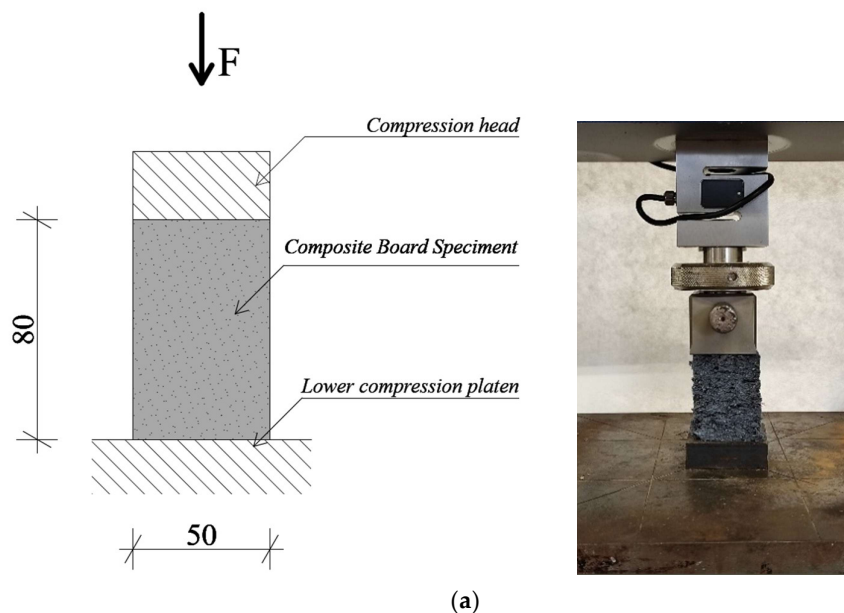 F
Compression head
Composite Board Speciment
80
Lower compression platen
50
(a)